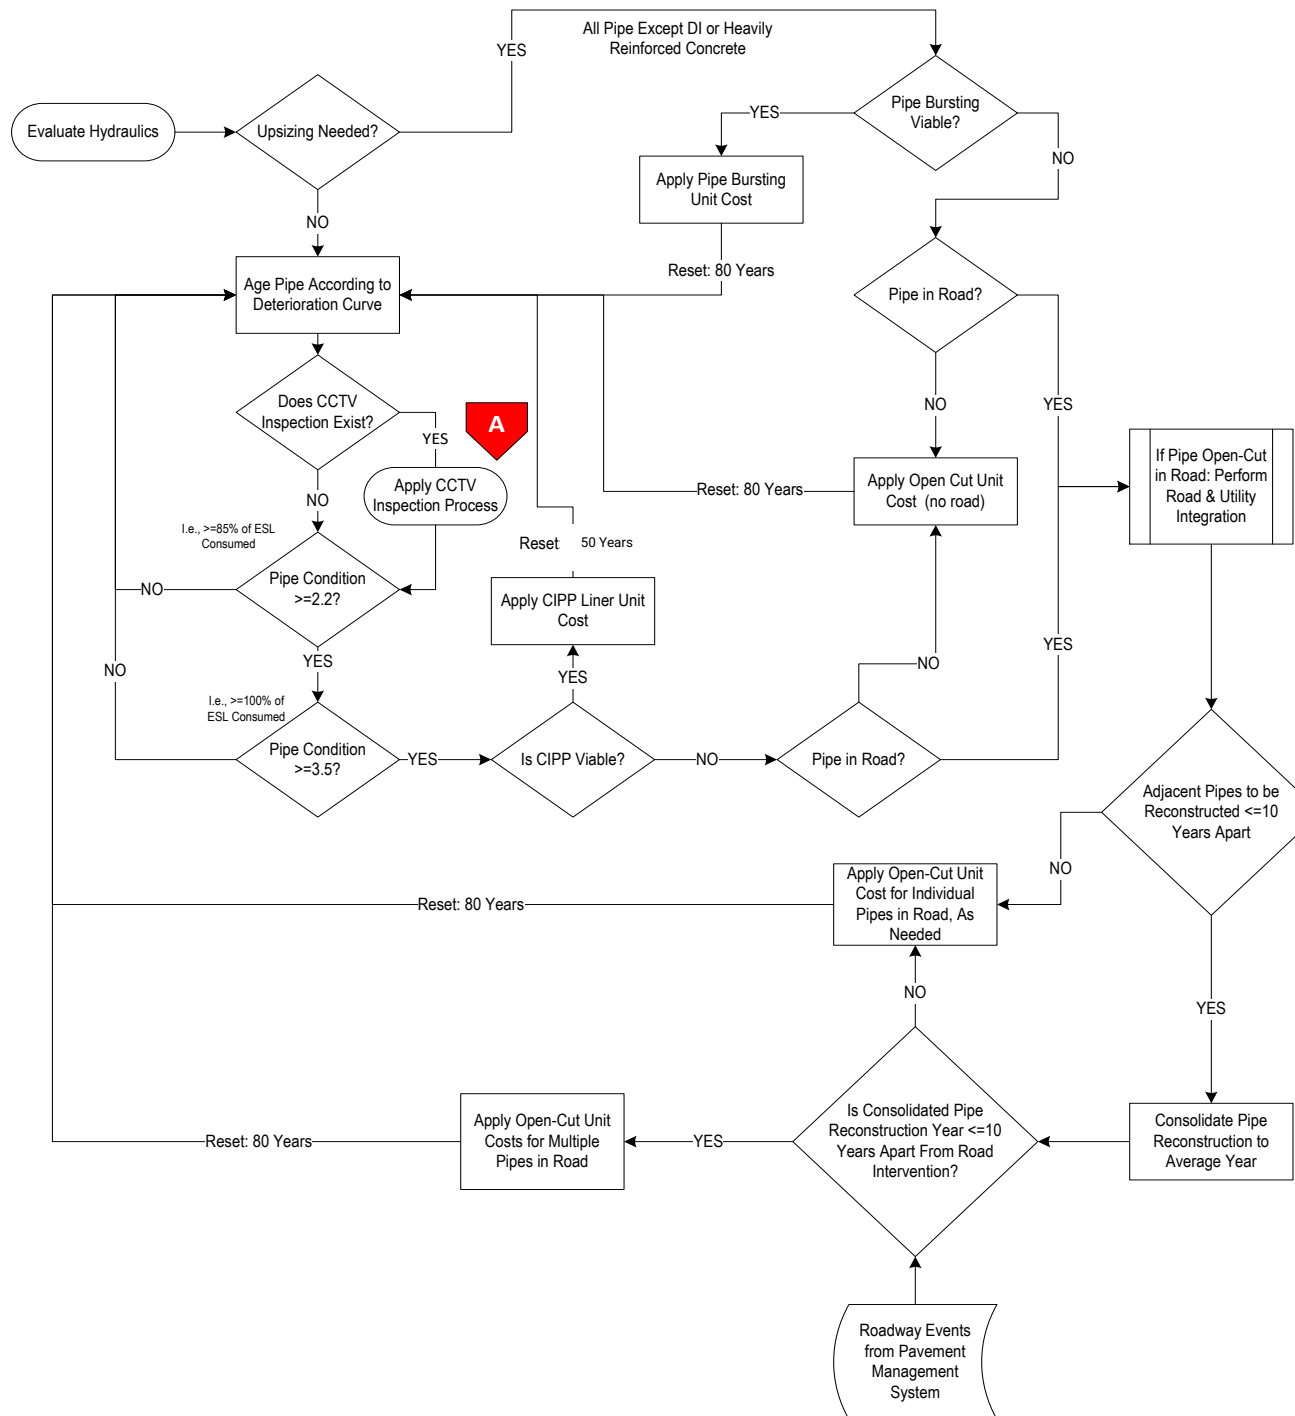 All Pipe Except DI or Heavily
Reinforced Concrete
YES
Evaluate Hydraulics
Upsizing Needed?
Pipe Bursting
Viable?
YES
NO
Apply Pipe Bursting
Unit Cost
NO
Reset: 80 Years
Age Pipe According to
Deterioration Curve
Pipe in Road?
Does CCTV
Inspection Exist?
YES
A
NO
YES
Apply CCTV
Inspection Process
NO
Reset: 80 Years
Apply Open Cut Unit
Cost (no road)
If Pipe Open-Cut
in Road: Perform
Road & Utility
Integration
I.e., >=85% of ESL
Consumed
Reset: 50 Years
Pipe Condition
>=2.2?
NO
Apply CIPP Liner Unit
Cost
YES
NO
YES
NO
YES
I.e., >=100% of
ESL Consumed
Pipe Condition
>=3.5?
YES
Is CIPP Viable?
NO
Pipe in Road?
Adjacent Pipes to be
Reconstructed <=10
Years Apart
NO
Apply Open-Cut Unit
Cost for Individual
Pipes in Road, As
Needed
Reset: 80 Years
NO
YES
Is Consolidated Pipe
Reconstruction Year <=10
Years Apart From Road
Intervention?
YES
Apply Open-Cut Unit
Costs for Multiple
Pipes in Road
Reset: 80 Years
Consolidate Pipe
Reconstruction to
Average Year
Roadway Events
from Pavement
Management
System